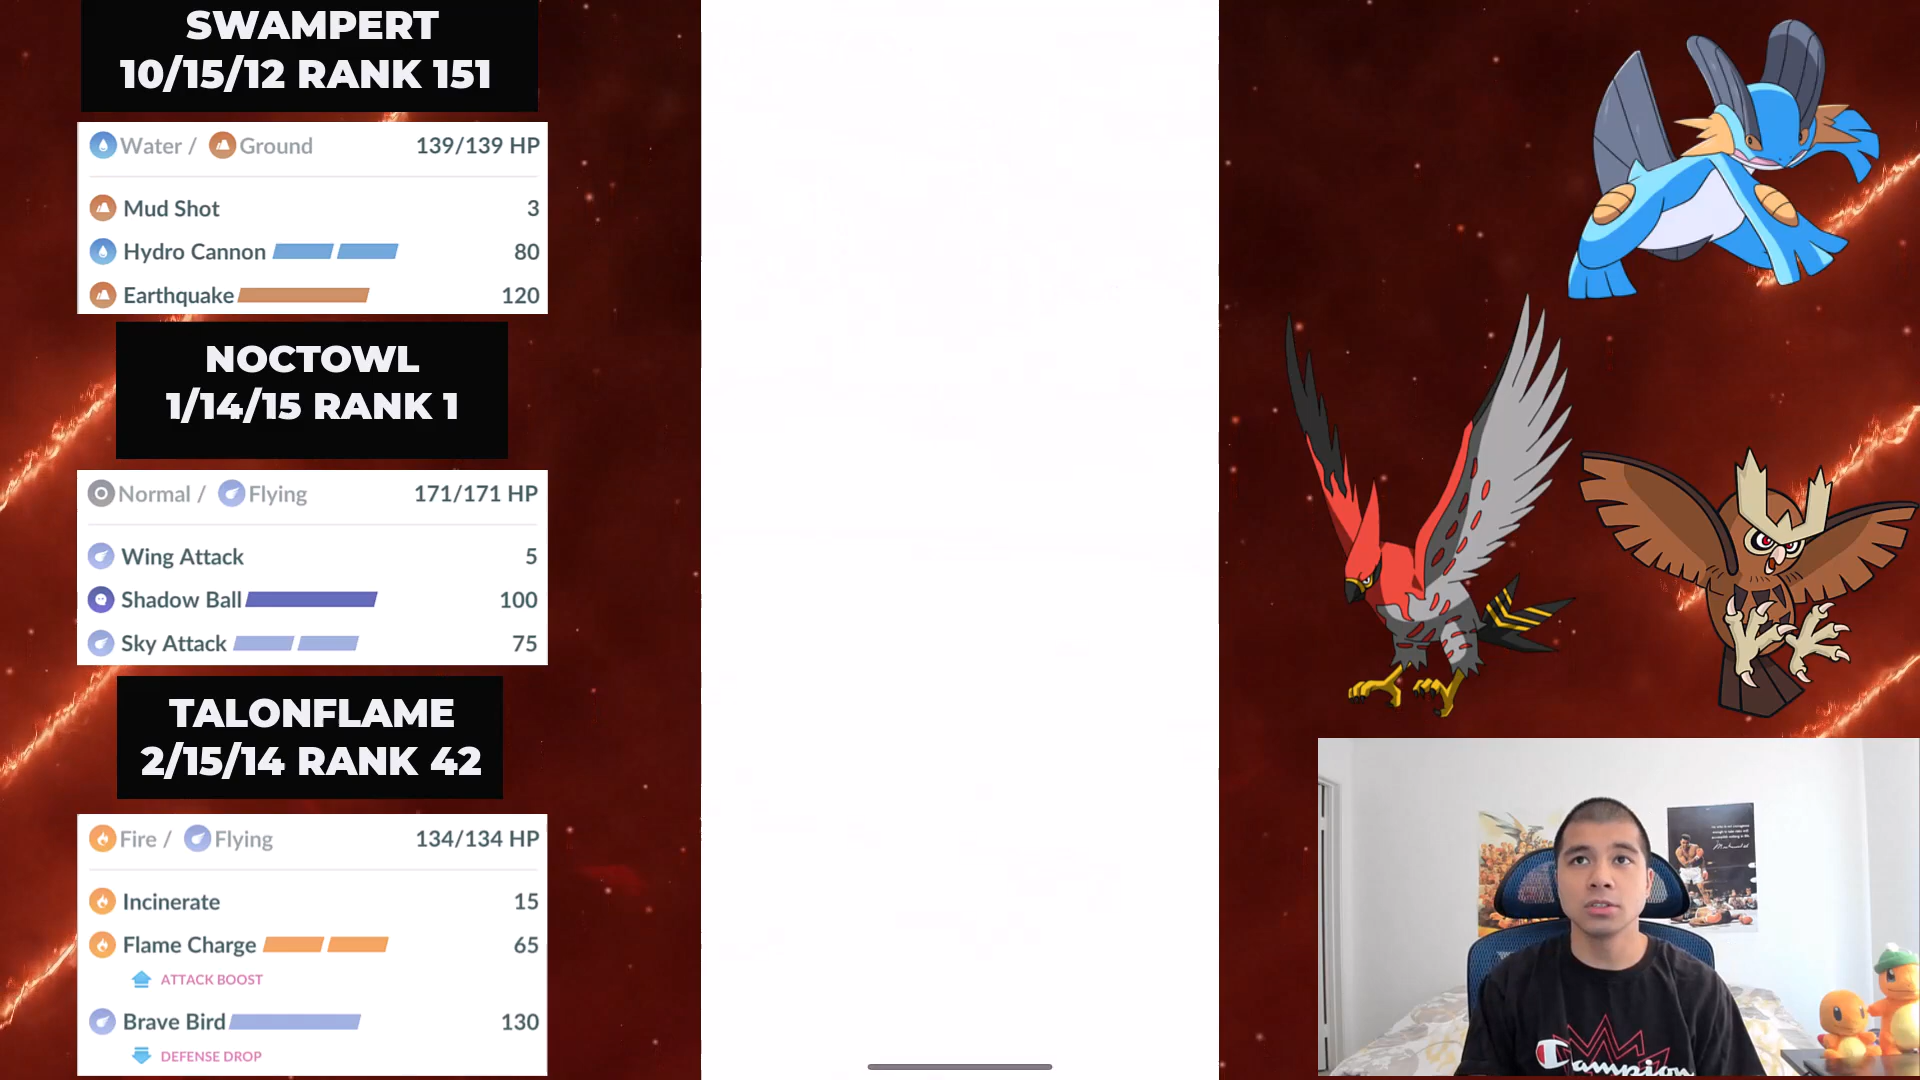 SWAMPERT
10/15/12 RANK 151
Water / Ground 139/139 HP
Mud Shot 3
Hydro Cannon 80
Earthquake 120
NOCTOWL
1/14/15 RANK 1
Normal / Flying 171/171 HP
Wing Attack 5
Shadow Ball 100
Sky Attack 75
TALONFLAME
2/15/14 RANK 42
Fire / Flying 134/134 HP
Incinerate 15
Flame Charge 65
ATTACK BOOST
Brave Bird 130
DEFENSE DROP
Champion